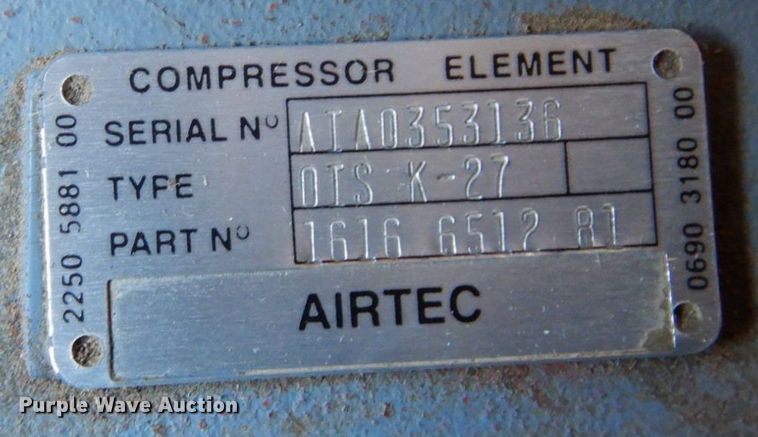 COMPRESSOR ELEMENT
SERIAL Nº AIA0353136
TYPE OTS K-27
PART Nº 1616 6512 81
AIRTEC
2250 5881 00
0690 3180 00
Purple Wave Auction